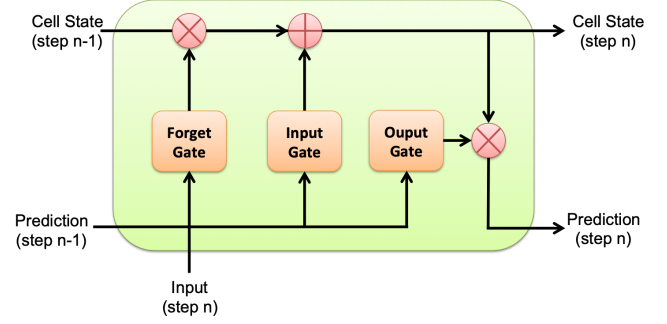 Cell State
(step n-1)
Cell State
(step n)
Forget
Gate
Input
Gate
Ouput
Gate
Prediction
(step n-1)
Prediction
(step n)
Input
(step n)